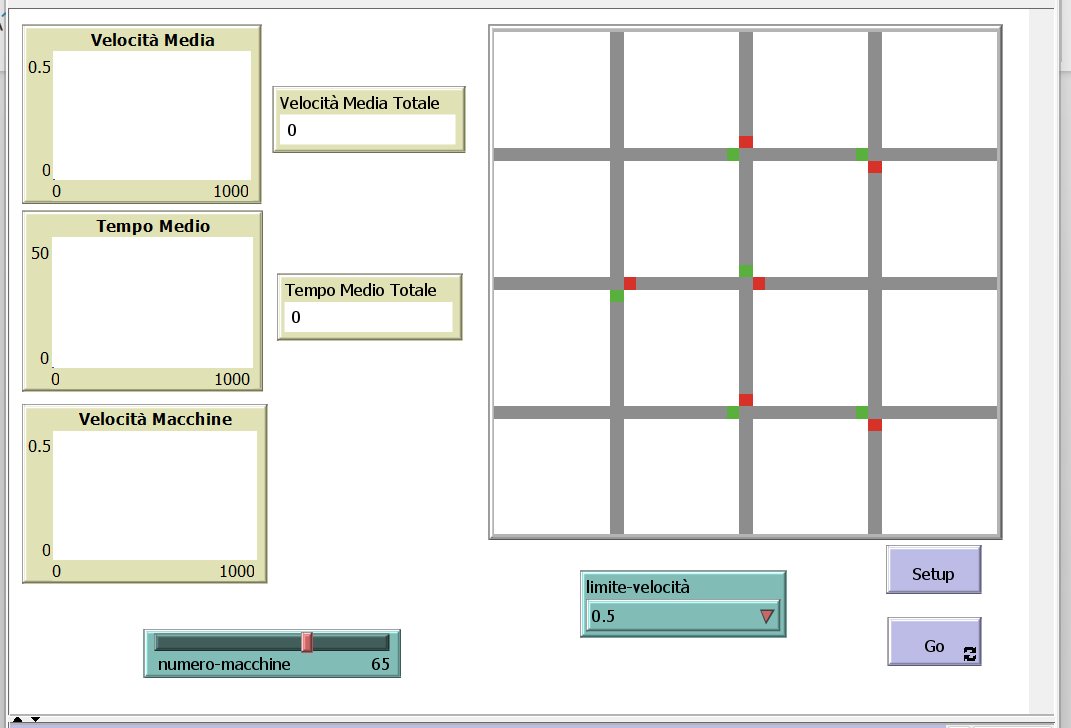 Velocità Media
0.5
0
0
1000
Velocità Media Totale
0
Tempo Medio
50
0
0
1000
Tempo Medio Totale
0
Velocità Macchine
0.5
0
0
1000
limite-velocità
0.5
Setup
Go
numero-macchine 65